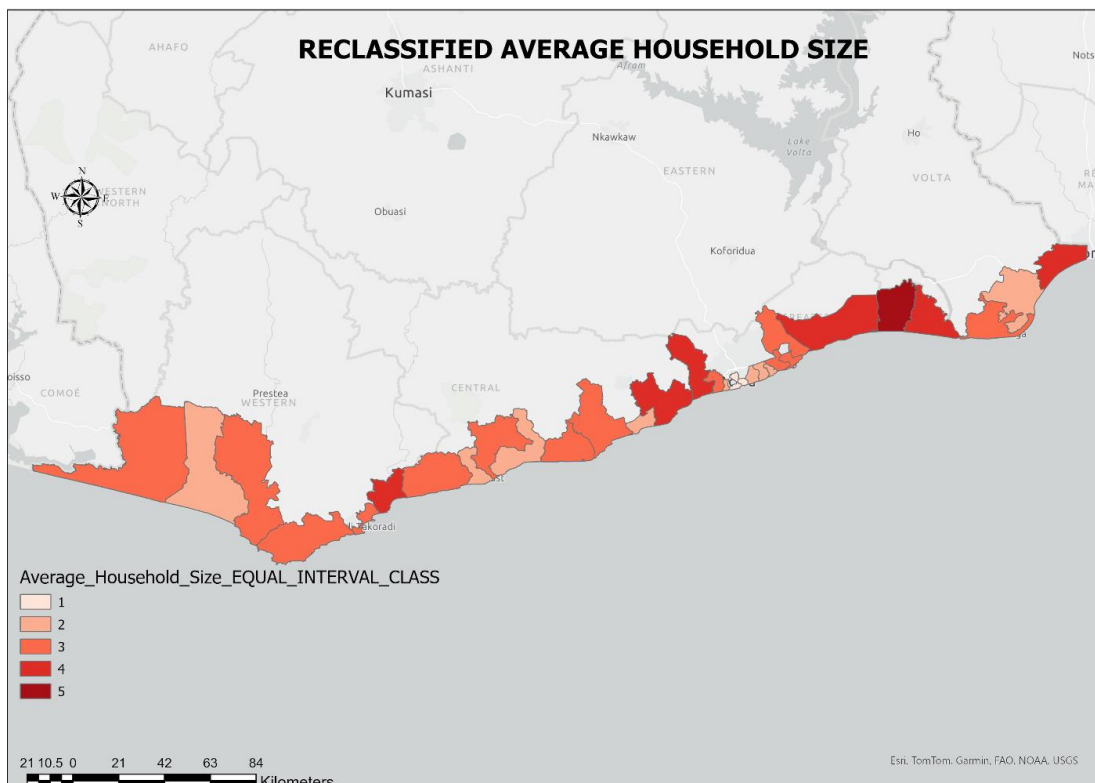 RECLASSIFIED AVERAGE HOUSEHOLD SIZE
AHAFO
ASHANTI
Afram
Kumasi
Nkawkaw
Lake
Volta
Ho
Nots
EASTERN
VOLTA
WESTERN
NORTH
N
W
E
S
Obuasi
Koforidua
oisso
COMOÉ
Prestea
WESTERN
CENTRAL
GREAT
Takoradi
Average_Household_Size_EQUAL_INTERVAL_CLASS
1
2
3
4
5
21 10.5 0 21 42 63 84
Kilometers
Esri, TomTom, Garmin, FAO, NOAA, USGS